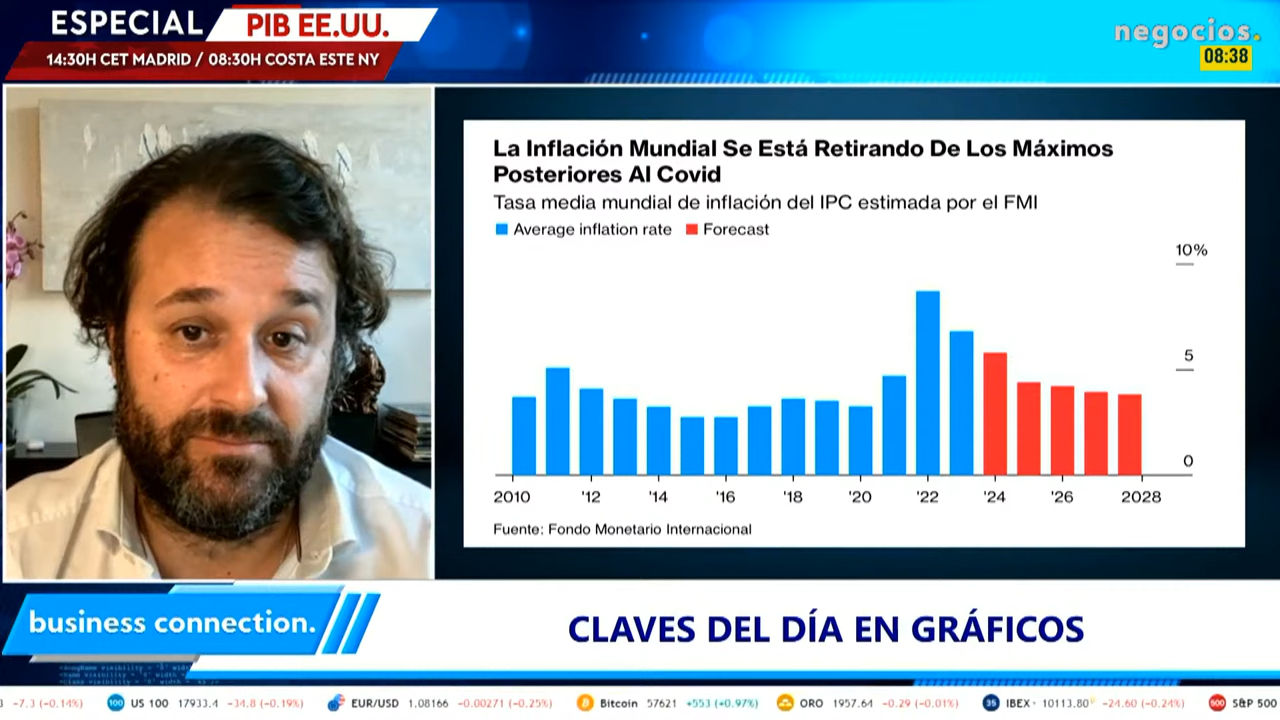 ESPECIAL
PIB EE.UU.
14:30H CET MADRID / 08:30H COSTA ESTE NY
negocios.
08:38
La Inflación Mundial Se Está Retirando De Los Máximos
Posteriores Al Covid
Tasa media mundial de inflación del IPC estimada por el FMI
Average inflation rate Forecast
10%
5
0
2010 '12 '14 '16 '18 '20 '22 '24 '26 2028
Fuente: Fondo Monetario Internacional
business connection.
CLAVES DEL DÍA EN GRÁFICOS
-7.3 (-0.14%) 100 US 100 17933.4 -34.8 (-0.19%) EUR/USD 1.08166 -0.00271 (-0.25%) Bitcoin 57621 +553 (+0.97%) ORO 1957.64 -0.29 (-0.01%) 35 IBEX 10113.80 -24.60 (-0.24%) 500 S&P 500